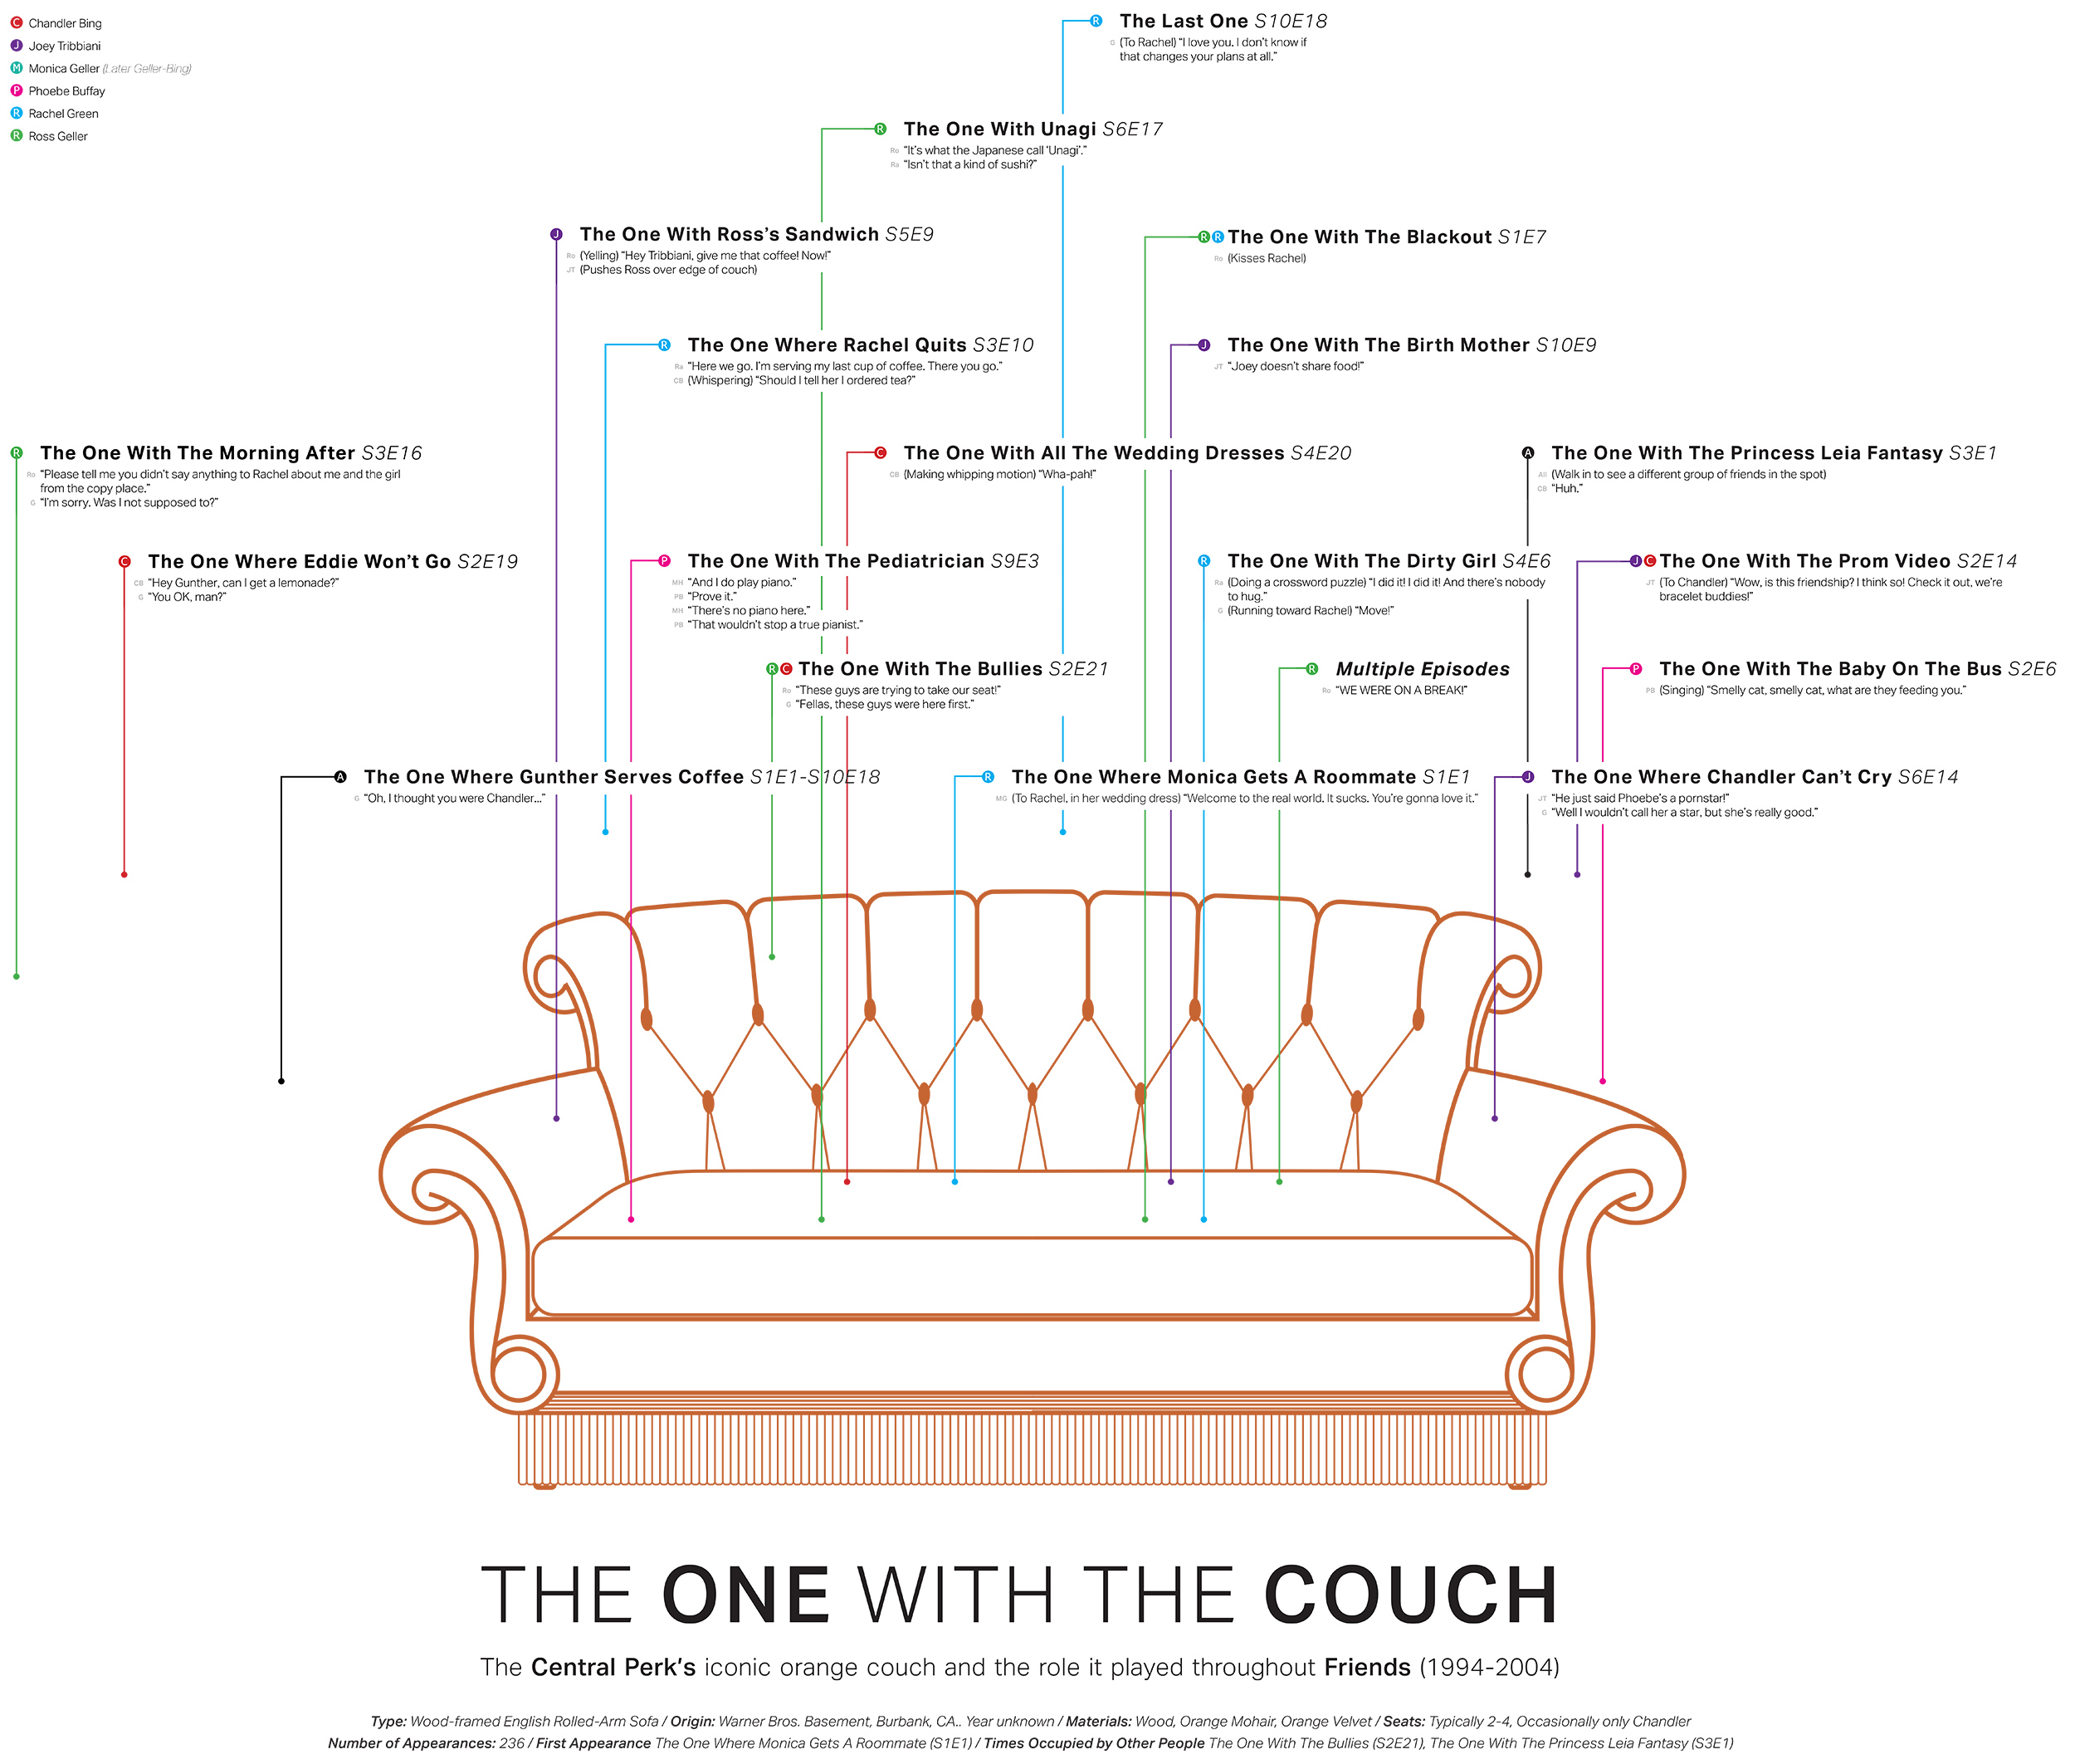 C Chandler Bing
J Joey Tribbiani
M Monica Geller (Later Geller-Bing)
P Phoebe Buffay
R Rachel Green
R Ross Geller
R The Last One S10E18
G (To Rachel) “I love you. I don’t know if
that changes your plans at all.”
R The One With Unagi S6E17
Ro “It’s what the Japanese call ‘Unagi’.”
Ra “Isn’t that a kind of sushi?”
J The One With Ross’s Sandwich S5E9
Ro (Yelling) “Hey Tribbiani, give me that coffee! Now!”
JT (Pushes Ross over edge of couch)
R R The One With The Blackout S1E7
Ro (Kisses Rachel)
R The One Where Rachel Quits S3E10
Ra “Here we go. I’m serving my last cup of coffee. There you go.”
CB (Whispering) “Should I tell her I ordered tea?”
J The One With The Birth Mother S10E9
JT “Joey doesn’t share food!”
R The One With The Morning After S3E16
Ro “Please tell me you didn’t say anything to Rachel about me and the girl
from the copy place.”
G “I’m sorry. Was I not supposed to?”
C The One With All The Wedding Dresses S4E20
CB (Making whipping motion) “Wha-pah!”
A The One With The Princess Leia Fantasy S3E1
All (Walk in to see a different group of friends in the spot)
CB “Huh.”
C The One Where Eddie Won’t Go S2E19
CB “Hey Gunther, can I get a lemonade?”
G “You OK, man?”
P The One With The Pediatrician S9E3
MH “And I do play piano.”
PB “Prove it.”
MH “There’s no piano here.”
PB “That wouldn’t stop a true pianist.”
R The One With The Dirty Girl S4E6
Ra (Doing a crossword puzzle) “I did it! I did it! And there’s nobody
to hug.”
G (Running toward Rachel) “Move!”
J C The One With The Prom Video S2E14
JT (To Chandler) “Wow, is this friendship? I think so! Check it out, we’re
bracelet buddies!”
R C The One With The Bullies S2E21
Ro “These guys are trying to take our seat!”
G “Fellas, these guys were here first.”
R Multiple Episodes
Ro “WE WERE ON A BREAK!”
P The One With The Baby On The Bus S2E6
PB (Singing) “Smelly cat, smelly cat, what are they feeding you.”
A The One Where Gunther Serves Coffee S1E1-S10E18
G “Oh, I thought you were Chandler...”
R The One Where Monica Gets A Roommate S1E1
MG (To Rachel, in her wedding dress) “Welcome to the real world. It sucks. You’re gonna love it.”
J The One Where Chandler Can’t Cry S6E14
JT “He just said Phoebe’s a pornstar!”
G “Well I wouldn’t call her a star, but she’s really good.”
THE ONE WITH THE COUCH
The Central Perk’s iconic orange couch and the role it played throughout Friends (1994-2004)
Type: Wood-framed English Rolled-Arm Sofa / Origin: Warner Bros. Basement, Burbank, CA.. Year unknown / Materials: Wood, Orange Mohair, Orange Velvet / Seats: Typically 2-4, Occasionally only Chandler
Number of Appearances: 236 / First Appearance The One Where Monica Gets A Roommate (S1E1) / Times Occupied by Other People The One With The Bullies (S2E21), The One With The Princess Leia Fantasy (S3E1)